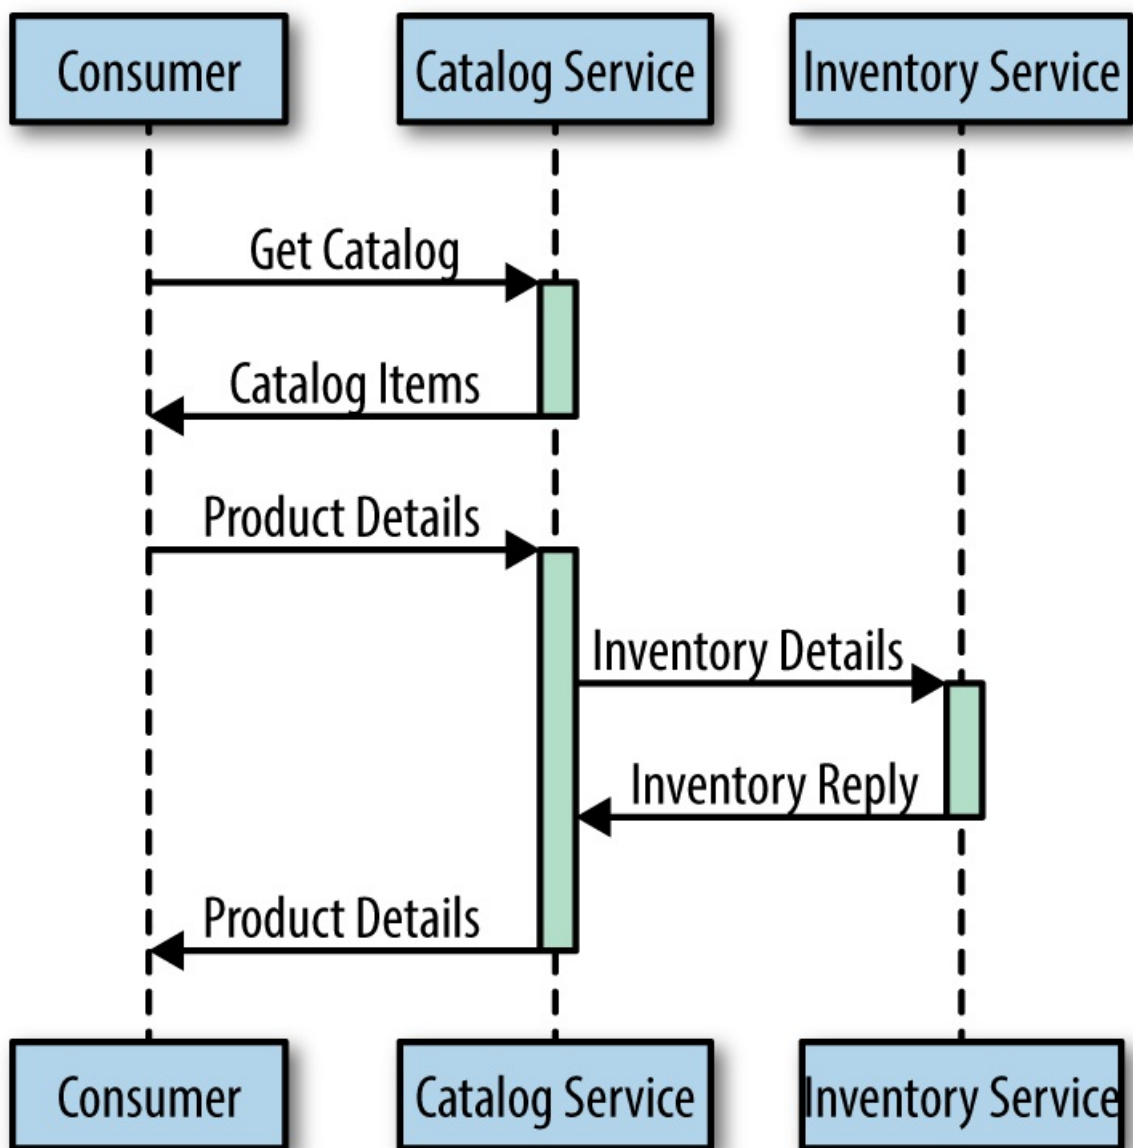 Consumer
Catalog Service
Inventory Service
Get Catalog
Catalog Items
Product Details
Inventory Details
Inventory Reply
Product Details
Consumer
Catalog Service
Inventory Service